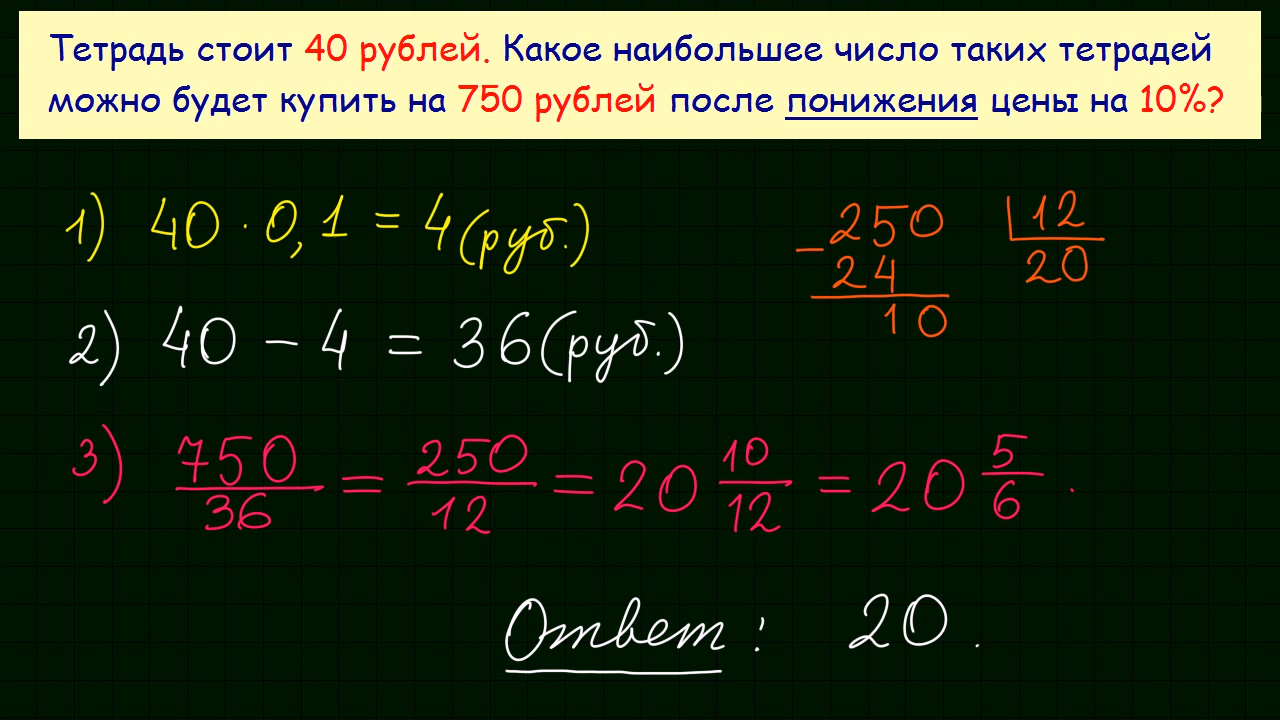 Тетрадь стоит 40 рублей. Какое наибольшее число таких тетрадей
можно будет купить на 750 рублей после понижения цены на 10%?
1) 40 · 0,1 = 4 (руб.)
2) 40 − 4 = 36 (руб.)
3) 750/36 = 250/12 = 20 10/12 = 20 5/6 .
− 250 | 12
24 20
10
Ответ: 20.